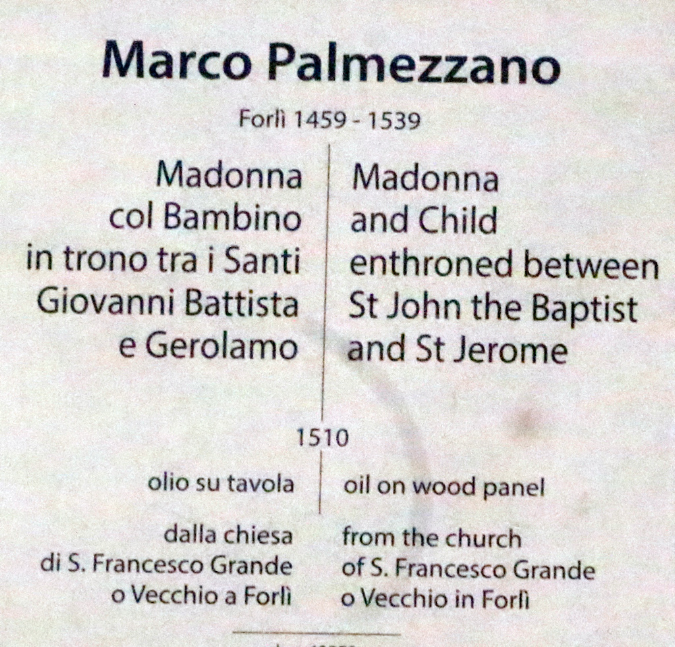 Marco Palmezzano
Forlì 1459 - 1539
Madonna
col Bambino
in trono tra i Santi
Giovanni Battista
e Gerolamo
Madonna
and Child
enthroned between
St John the Baptist
and St Jerome
1510
olio su tavola
oil on wood panel
dalla chiesa
di S. Francesco Grande
o Vecchio a Forlì
from the church
of S. Francesco Grande
o Vecchio in Forlì